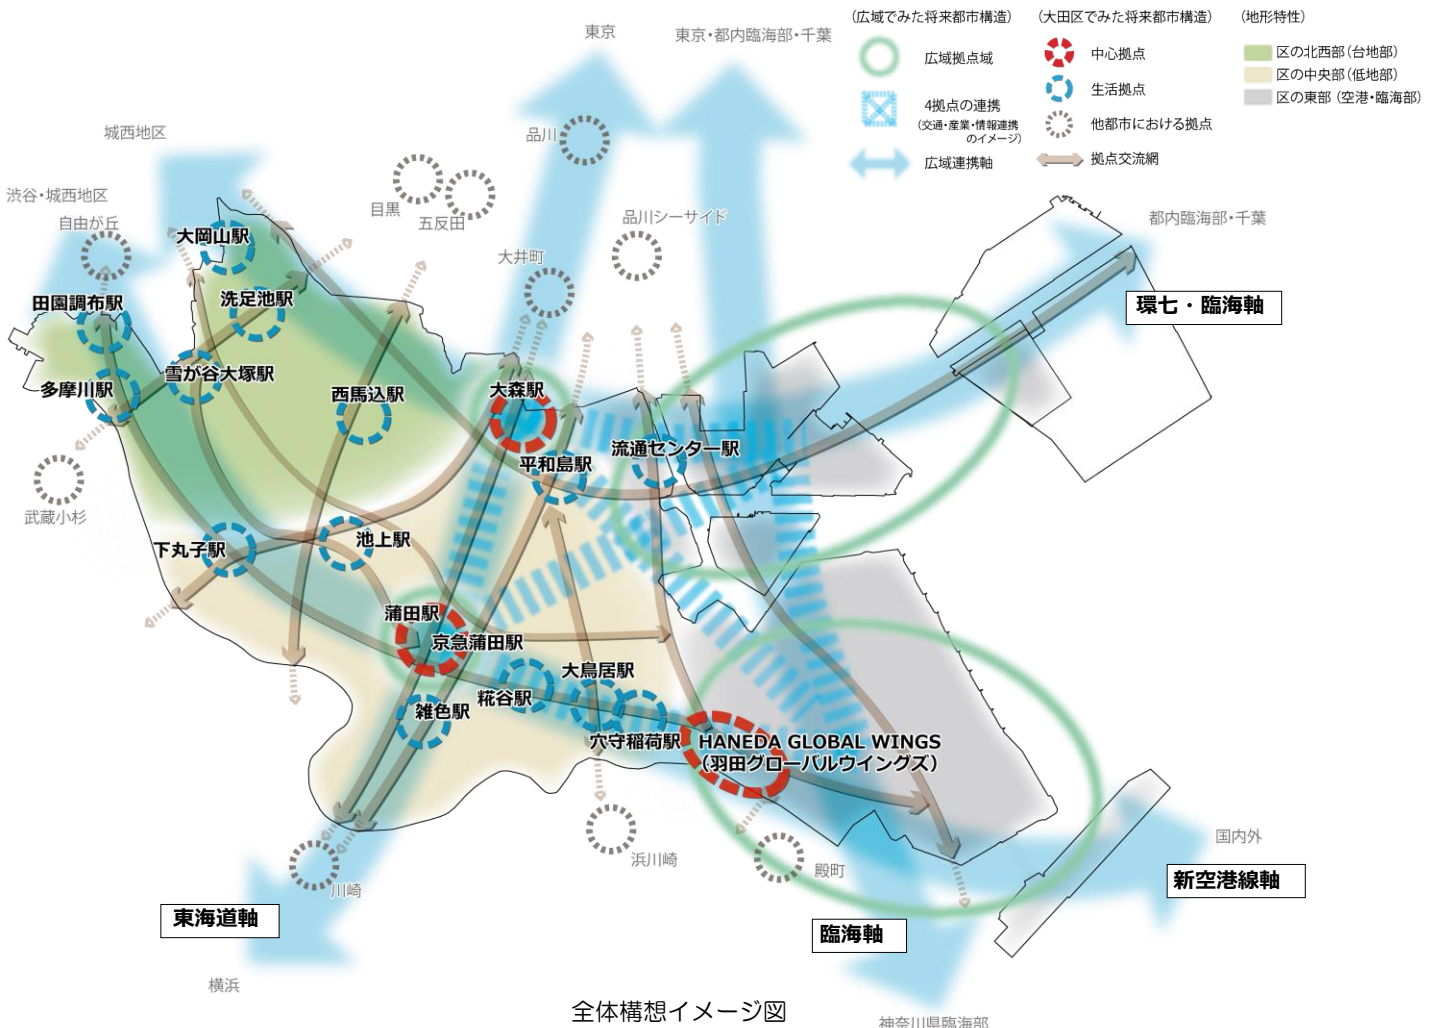 (広域でみた将来都市構造)
広域拠点域
4拠点の連携
(交通・産業・情報連携
のイメージ)
広域連携軸
(大田区でみた将来都市構造)
中心拠点
生活拠点
他都市における拠点
拠点交流網
(地形特性)
区の北西部(台地部)
区の中央部(低地部)
区の東部(空港・臨海部)
東京
東京・都内臨海部・千葉
城西地区
渋谷・城西地区
自由が丘
品川
目黒
五反田
品川シーサイド
大井町
都内臨海部・千葉
環七・臨海軸
大岡山駅
洗足池駅
田園調布駅
雪が谷大塚駅
多摩川駅
西馬込駅
大森駅
平和島駅
流通センター駅
武蔵小杉
下丸子駅
池上駅
蒲田駅
京急蒲田駅
大鳥居駅
糀谷駅
雑色駅
穴守稲荷駅
HANEDA GLOBAL WINGS
(羽田グローバルウイングズ)
浜川崎
殿町
川崎
国内外
新空港線軸
東海道軸
臨海軸
横浜
神奈川県臨海部
全体構想イメージ図